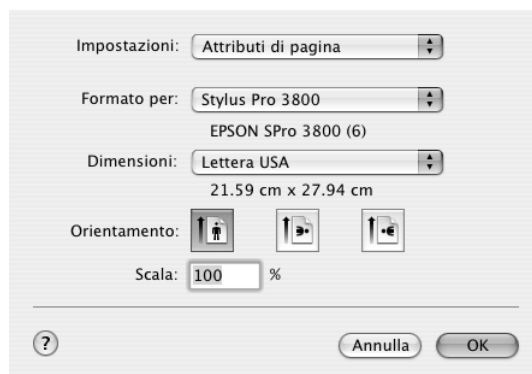 Impostazioni: Attributi di pagina
Formato per: Stylus Pro 3800
EPSON SPro 3800 (6)
Dimensioni: Lettera USA
21.59 cm x 27.94 cm
Orientamento:
Scala: 100 %
? Annulla OK